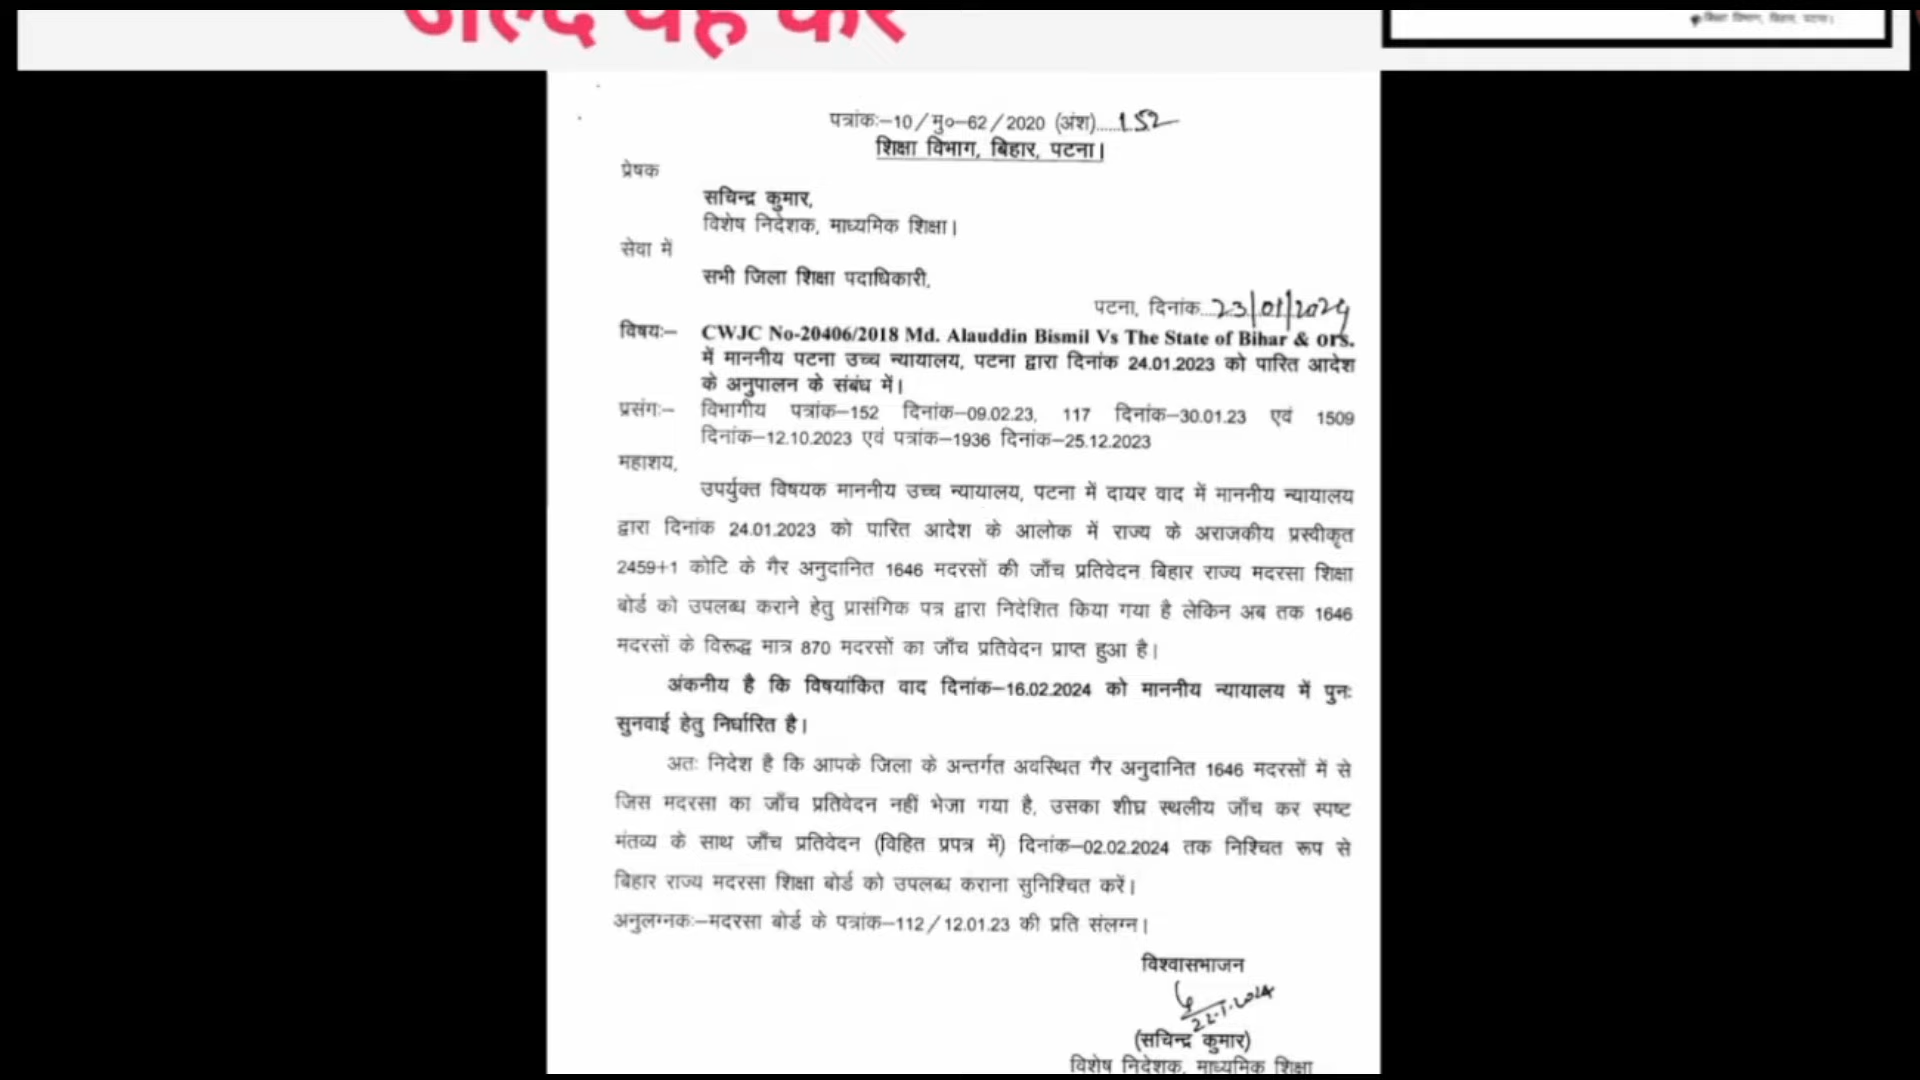 जल्द यह करें
शिक्षा विभाग, बिहार, पटना।
पत्रांकः–10/मु०–62/2020 (अंश)......152
शिक्षा विभाग, बिहार, पटना।
प्रेषक
सचिन्द्र कुमार,
विशेष निदेशक, माध्यमिक शिक्षा।
सेवा में
सभी जिला शिक्षा पदाधिकारी,
पटना, दिनांक...23/01/2024
विषयः– CWJC No-20406/2018 Md. Alauddin Bismil Vs The State of Bihar & ors.
में माननीय पटना उच्च न्यायालय, पटना द्वारा दिनांक 24.01.2023 को पारित आदेश
के अनुपालन के संबंध में।
प्रसंगः– विभागीय पत्रांक–152 दिनांक–09.02.23, 117 दिनांक–30.01.23 एवं 1509
दिनांक–12.10.2023 एवं पत्रांक–1936 दिनांक–25.12.2023
महाशय,
उपर्युक्त विषयक माननीय उच्च न्यायालय, पटना में दायर वाद में माननीय न्यायालय
द्वारा दिनांक 24.01.2023 को पारित आदेश के आलोक में राज्य के अराजकीय प्रस्वीकृत
2459+1 कोटि के गैर अनुदानित 1646 मदरसों की जाँच प्रतिवेदन बिहार राज्य मदरसा शिक्षा
बोर्ड को उपलब्ध कराने हेतु प्रासंगिक पत्र द्वारा निदेशित किया गया है लेकिन अब तक 1646
मदरसों के विरूद्ध मात्र 870 मदरसों का जाँच प्रतिवेदन प्राप्त हुआ है।
अंकनीय है कि विषयांकित वाद दिनांक–16.02.2024 को माननीय न्यायालय में पुनः
सुनवाई हेतु निर्धारित है।
अतः निदेश है कि आपके जिला के अन्तर्गत अवस्थित गैर अनुदानित 1646 मदरसों में से
जिस मदरसा का जाँच प्रतिवेदन नहीं भेजा गया है, उसका शीघ्र स्थलीय जाँच कर स्पष्ट
मंतव्य के साथ जाँच प्रतिवेदन (विहित प्रपत्र में) दिनांक–02.02.2024 तक निश्चित रूप से
बिहार राज्य मदरसा शिक्षा बोर्ड को उपलब्ध कराना सुनिश्चित करें।
अनुलग्नकः–मदरसा बोर्ड के पत्रांक–112/12.01.23 की प्रति संलग्न।
विश्वासभाजन
22.1.2024
(सचिन्द्र कुमार)
विशेष निदेशक, माध्यमिक शिक्षा